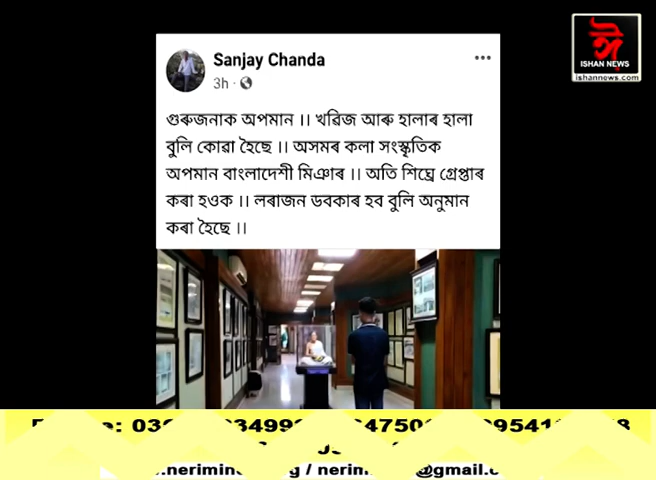 ISHAN NEWS
ishannews.com
Sanjay Chanda
3h ·
গুৰুজনাক অপমান ।। খৱিজ আৰু হালাৰ হালা
বুলি কোৱা হৈছে ।। অসমৰ কলা সংস্কৃতিক
অপমান বাংলাদেশী মিঞাৰ ।। অতি শিঘ্ৰে গ্ৰেপ্তাৰ
কৰা হওক ।। লৰাজন ডবকাৰ হব বুলি অনুমান
কৰা হৈছে ।।